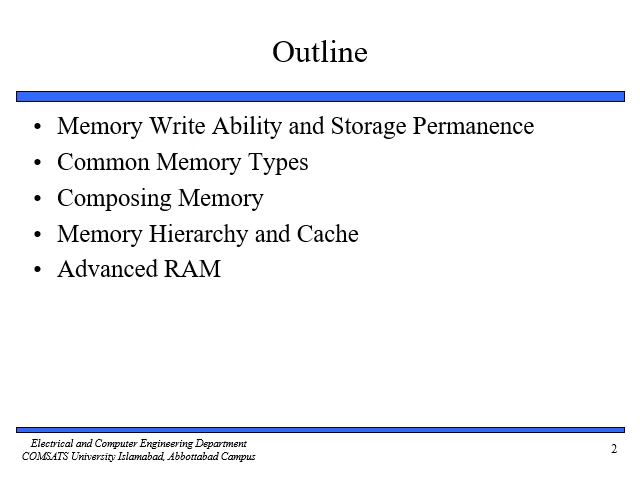 Outline
• Memory Write Ability and Storage Permanence
• Common Memory Types
• Composing Memory
• Memory Hierarchy and Cache
• Advanced RAM
Electrical and Computer Engineering Department
COMSATS University Islamabad, Abbottabad Campus
2